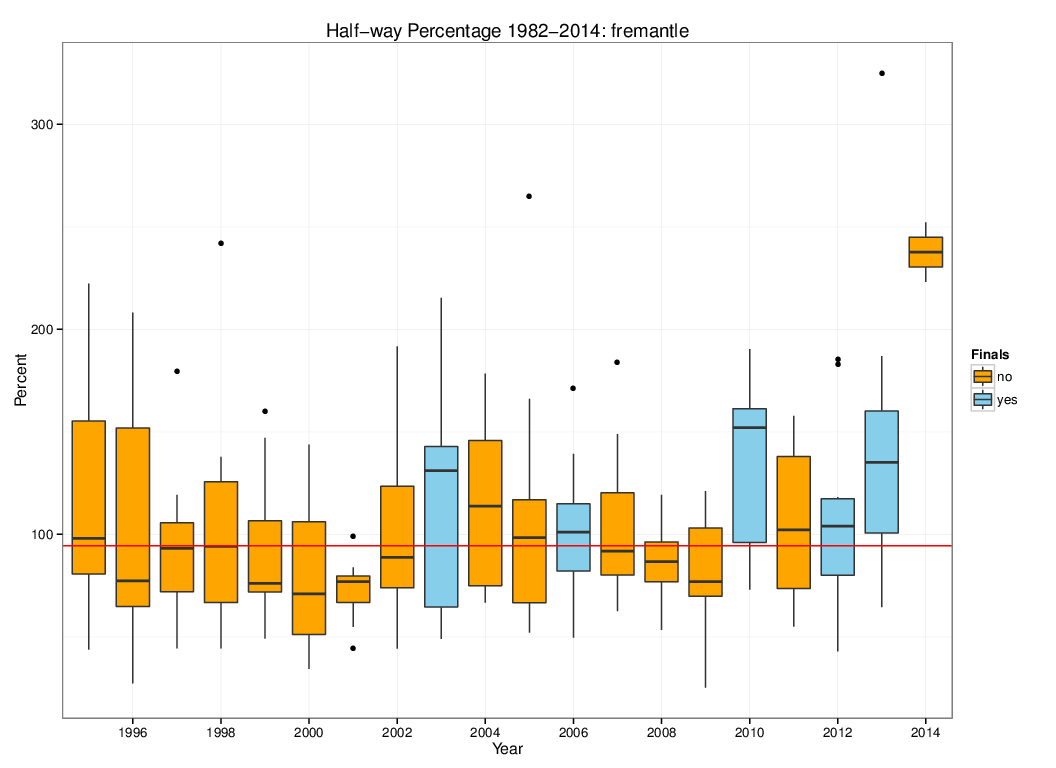 Half−way Percentage 1982−2014: fremantle
300
200
100
Percent
1996 1998 2000 2002 2004 2006 2008 2010 2012 2014
Year
Finals
no
yes